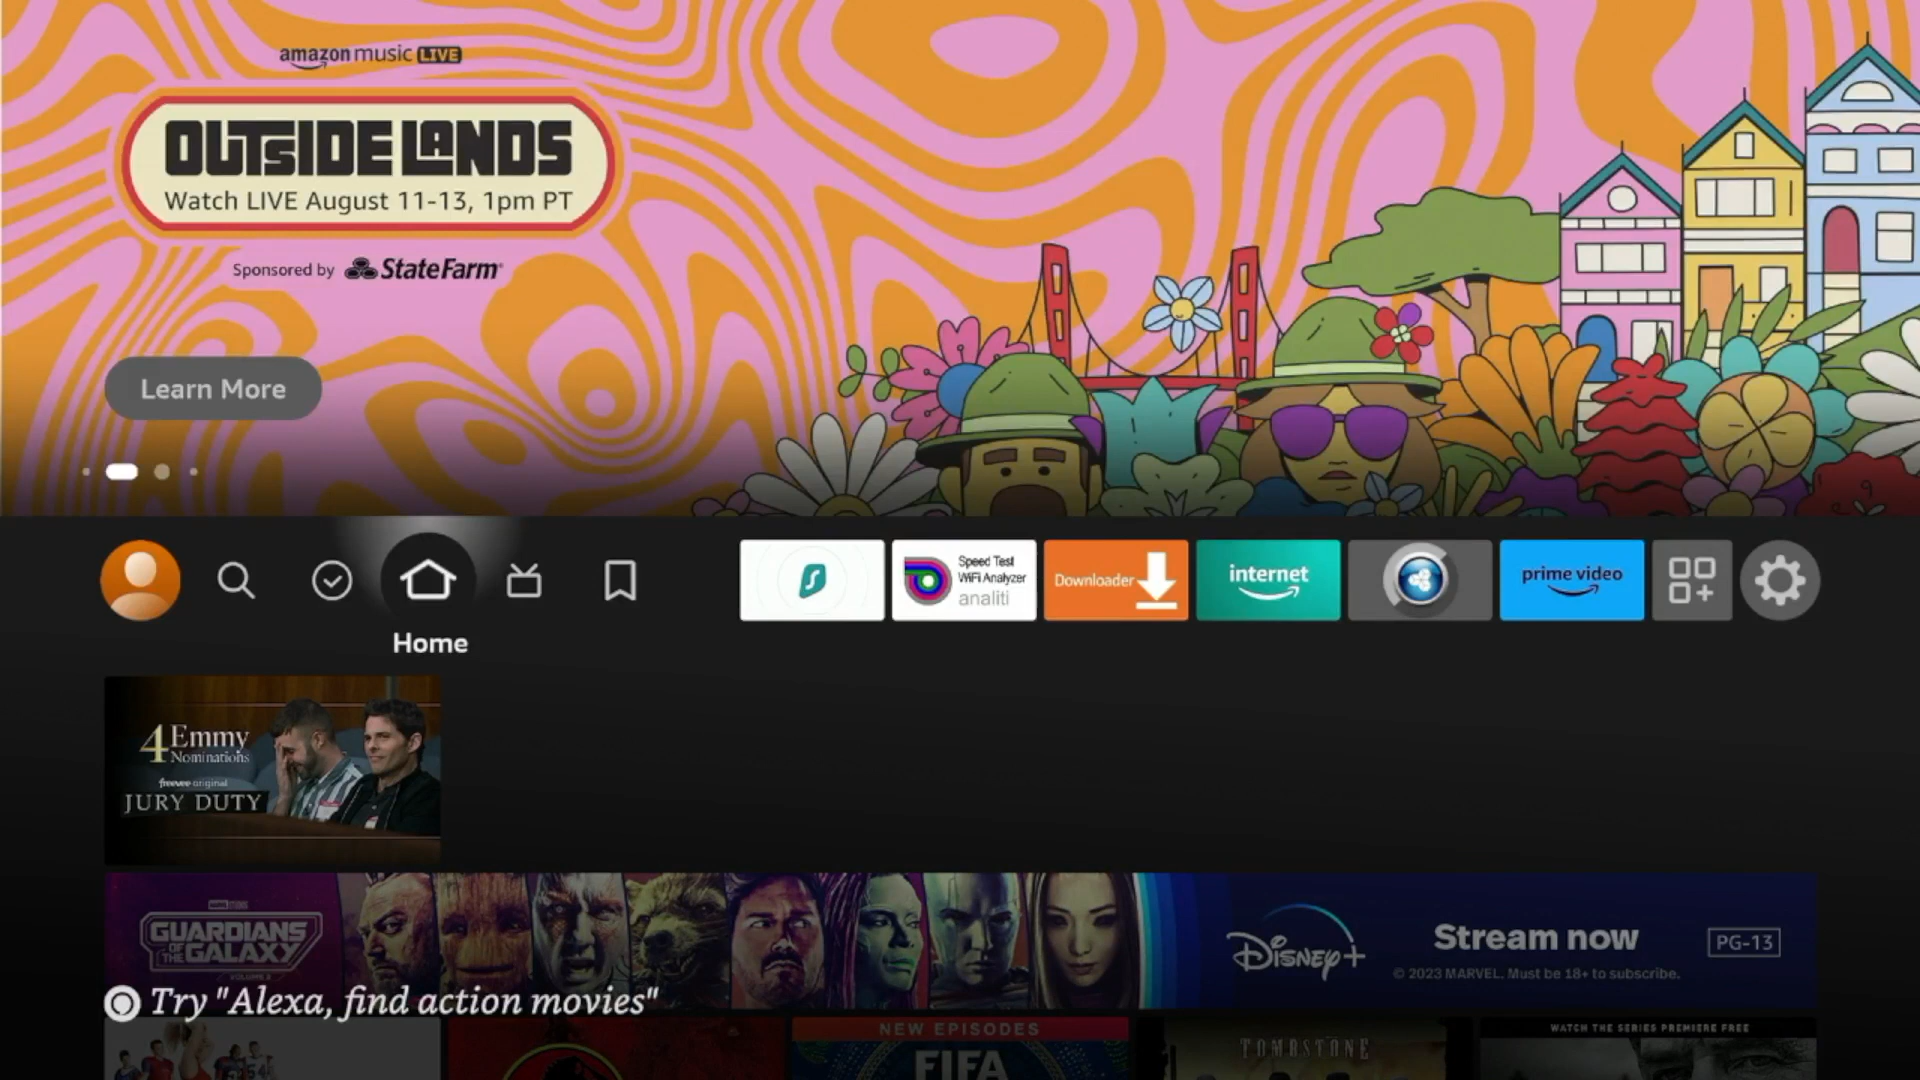 amazon music LIVE
OUTSIDE LANDS
Watch LIVE August 11-13, 1pm PT
Sponsored by StateFarm
Learn More
Speed Test
WiFi Analyzer
analiti
Downloader
internet
prime video
Home
4 Emmy
Nominations
freevee original
JURY DUTY
GUARDIANS
OF THE GALAXY
VOLUME 3
Disney+
Stream now
PG-13
© 2023 MARVEL. Must be 18+ to subscribe.
Try "Alexa, find action movies"
NEW EPISODES
FIFA
TOMBSTONE
WATCH THE SERIES PREMIERE FREE